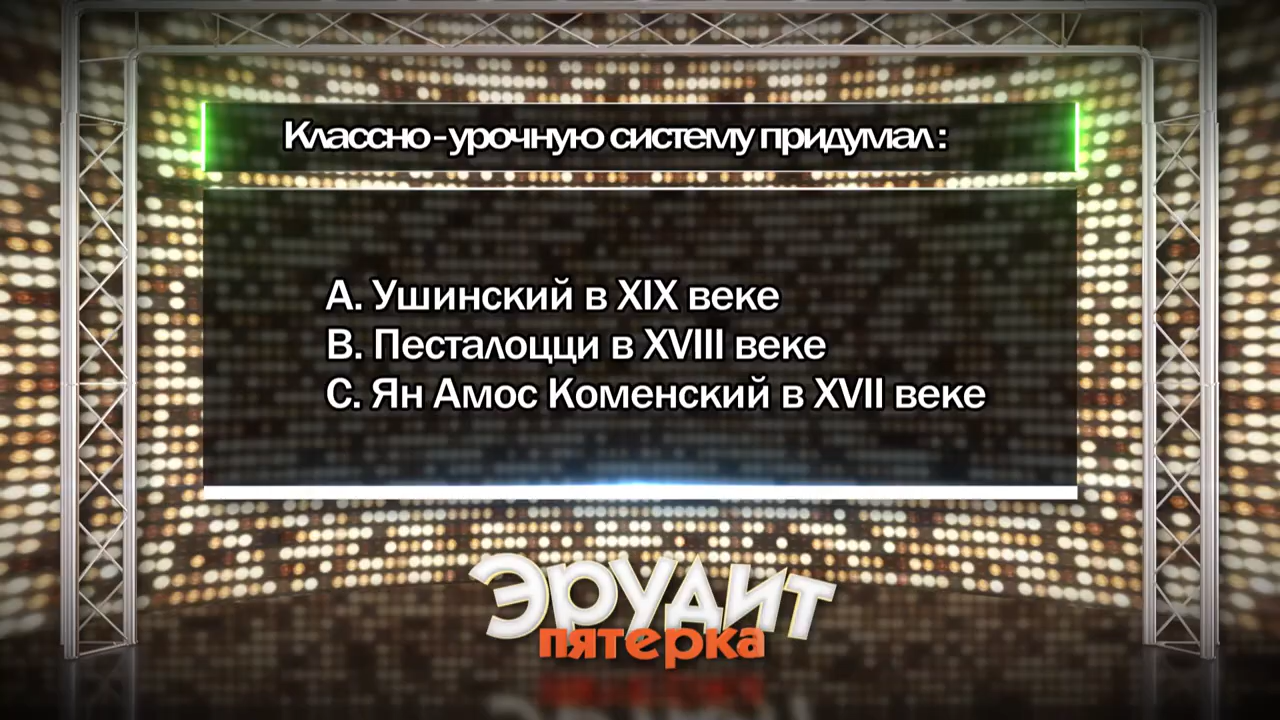 Классно - урочную систему придумал :
А. Ушинский в XIX веке
В. Песталоцци в XVIII веке
С. Ян Амос Коменский в XVII веке
Эрудит
пятерка